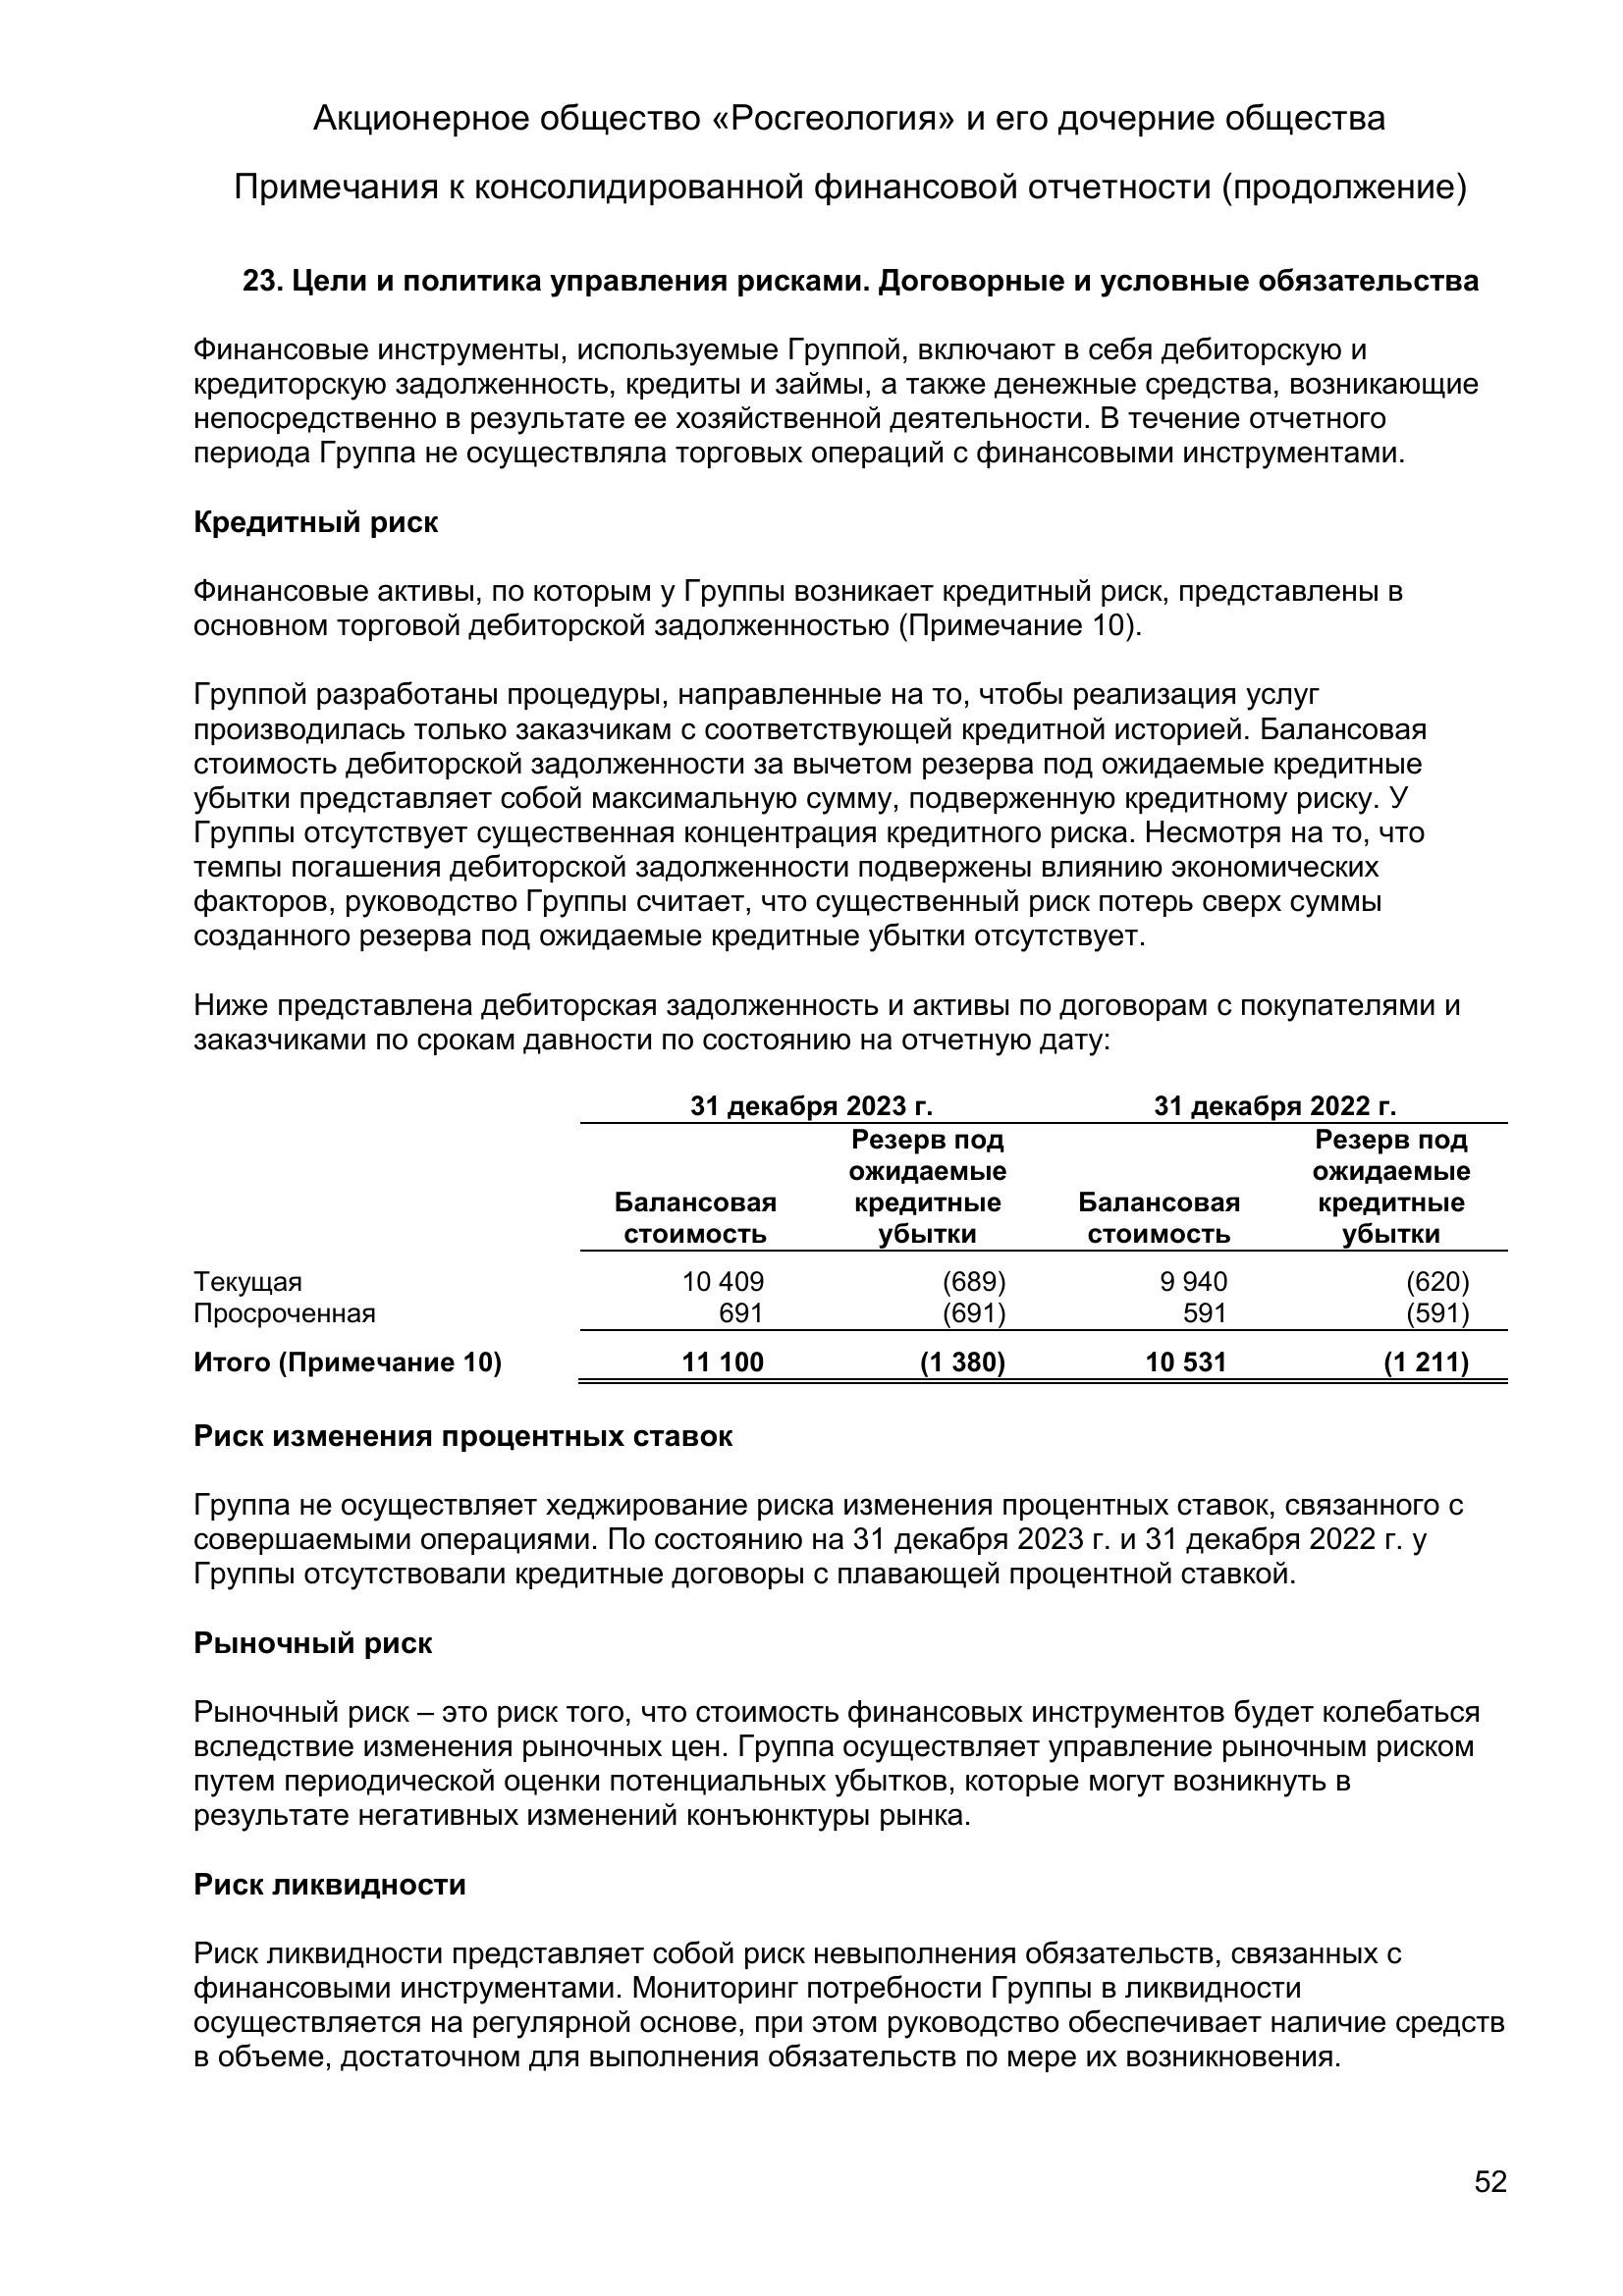 Акционерное общество «Росгеология» и его дочерние общества
Примечания к консолидированной финансовой отчетности (продолжение)
23. Цели и политика управления рисками. Договорные и условные обязательства
Финансовые инструменты, используемые Группой, включают в себя дебиторскую и
кредиторскую задолженность, кредиты и займы, а также денежные средства, возникающие
непосредственно в результате ее хозяйственной деятельности. В течение отчетного
периода Группа не осуществляла торговых операций с финансовыми инструментами.
Кредитный риск
Финансовые активы, по которым у Группы возникает кредитный риск, представлены в
основном торговой дебиторской задолженностью (Примечание 10).
Группой разработаны процедуры, направленные на то, чтобы реализация услуг
производилась только заказчикам с соответствующей кредитной историей. Балансовая
стоимость дебиторской задолженности за вычетом резерва под ожидаемые кредитные
убытки представляет собой максимальную сумму, подверженную кредитному риску. У
Группы отсутствует существенная концентрация кредитного риска. Несмотря на то, что
темпы погашения дебиторской задолженности подвержены влиянию экономических
факторов, руководство Группы считает, что существенный риск потерь сверх суммы
созданного резерва под ожидаемые кредитные убытки отсутствует.
Ниже представлена дебиторская задолженность и активы по договорам с покупателями и
заказчиками по срокам давности по состоянию на отчетную дату:
31 декабря 2023 г. 31 декабря 2022 г.
Резерв под Резерв под
ожидаемые ожидаемые
Балансовая кредитные Балансовая кредитные
стоимость убытки стоимость убытки
Текущая 10 409 (689) 9 940 (620)
Просроченная 691 (691) 591 (591)
Итого (Примечание 10) 11 100 (1 380) 10 531 (1 211)
Риск изменения процентных ставок
Группа не осуществляет хеджирование риска изменения процентных ставок, связанного с
совершаемыми операциями. По состоянию на 31 декабря 2023 г. и 31 декабря 2022 г. у
Группы отсутствовали кредитные договоры с плавающей процентной ставкой.
Рыночный риск
Рыночный риск – это риск того, что стоимость финансовых инструментов будет колебаться
вследствие изменения рыночных цен. Группа осуществляет управление рыночным риском
путем периодической оценки потенциальных убытков, которые могут возникнуть в
результате негативных изменений конъюнктуры рынка.
Риск ликвидности
Риск ликвидности представляет собой риск невыполнения обязательств, связанных с
финансовыми инструментами. Мониторинг потребности Группы в ликвидности
осуществляется на регулярной основе, при этом руководство обеспечивает наличие средств
в объеме, достаточном для выполнения обязательств по мере их возникновения.
52